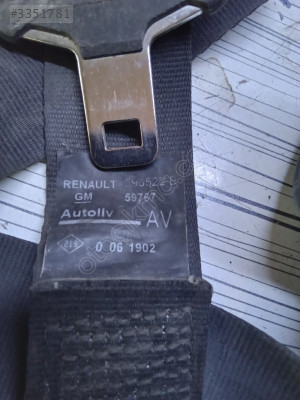 #3351781
RENAULT
GM 59767
Autoliv AV
0 06 1902